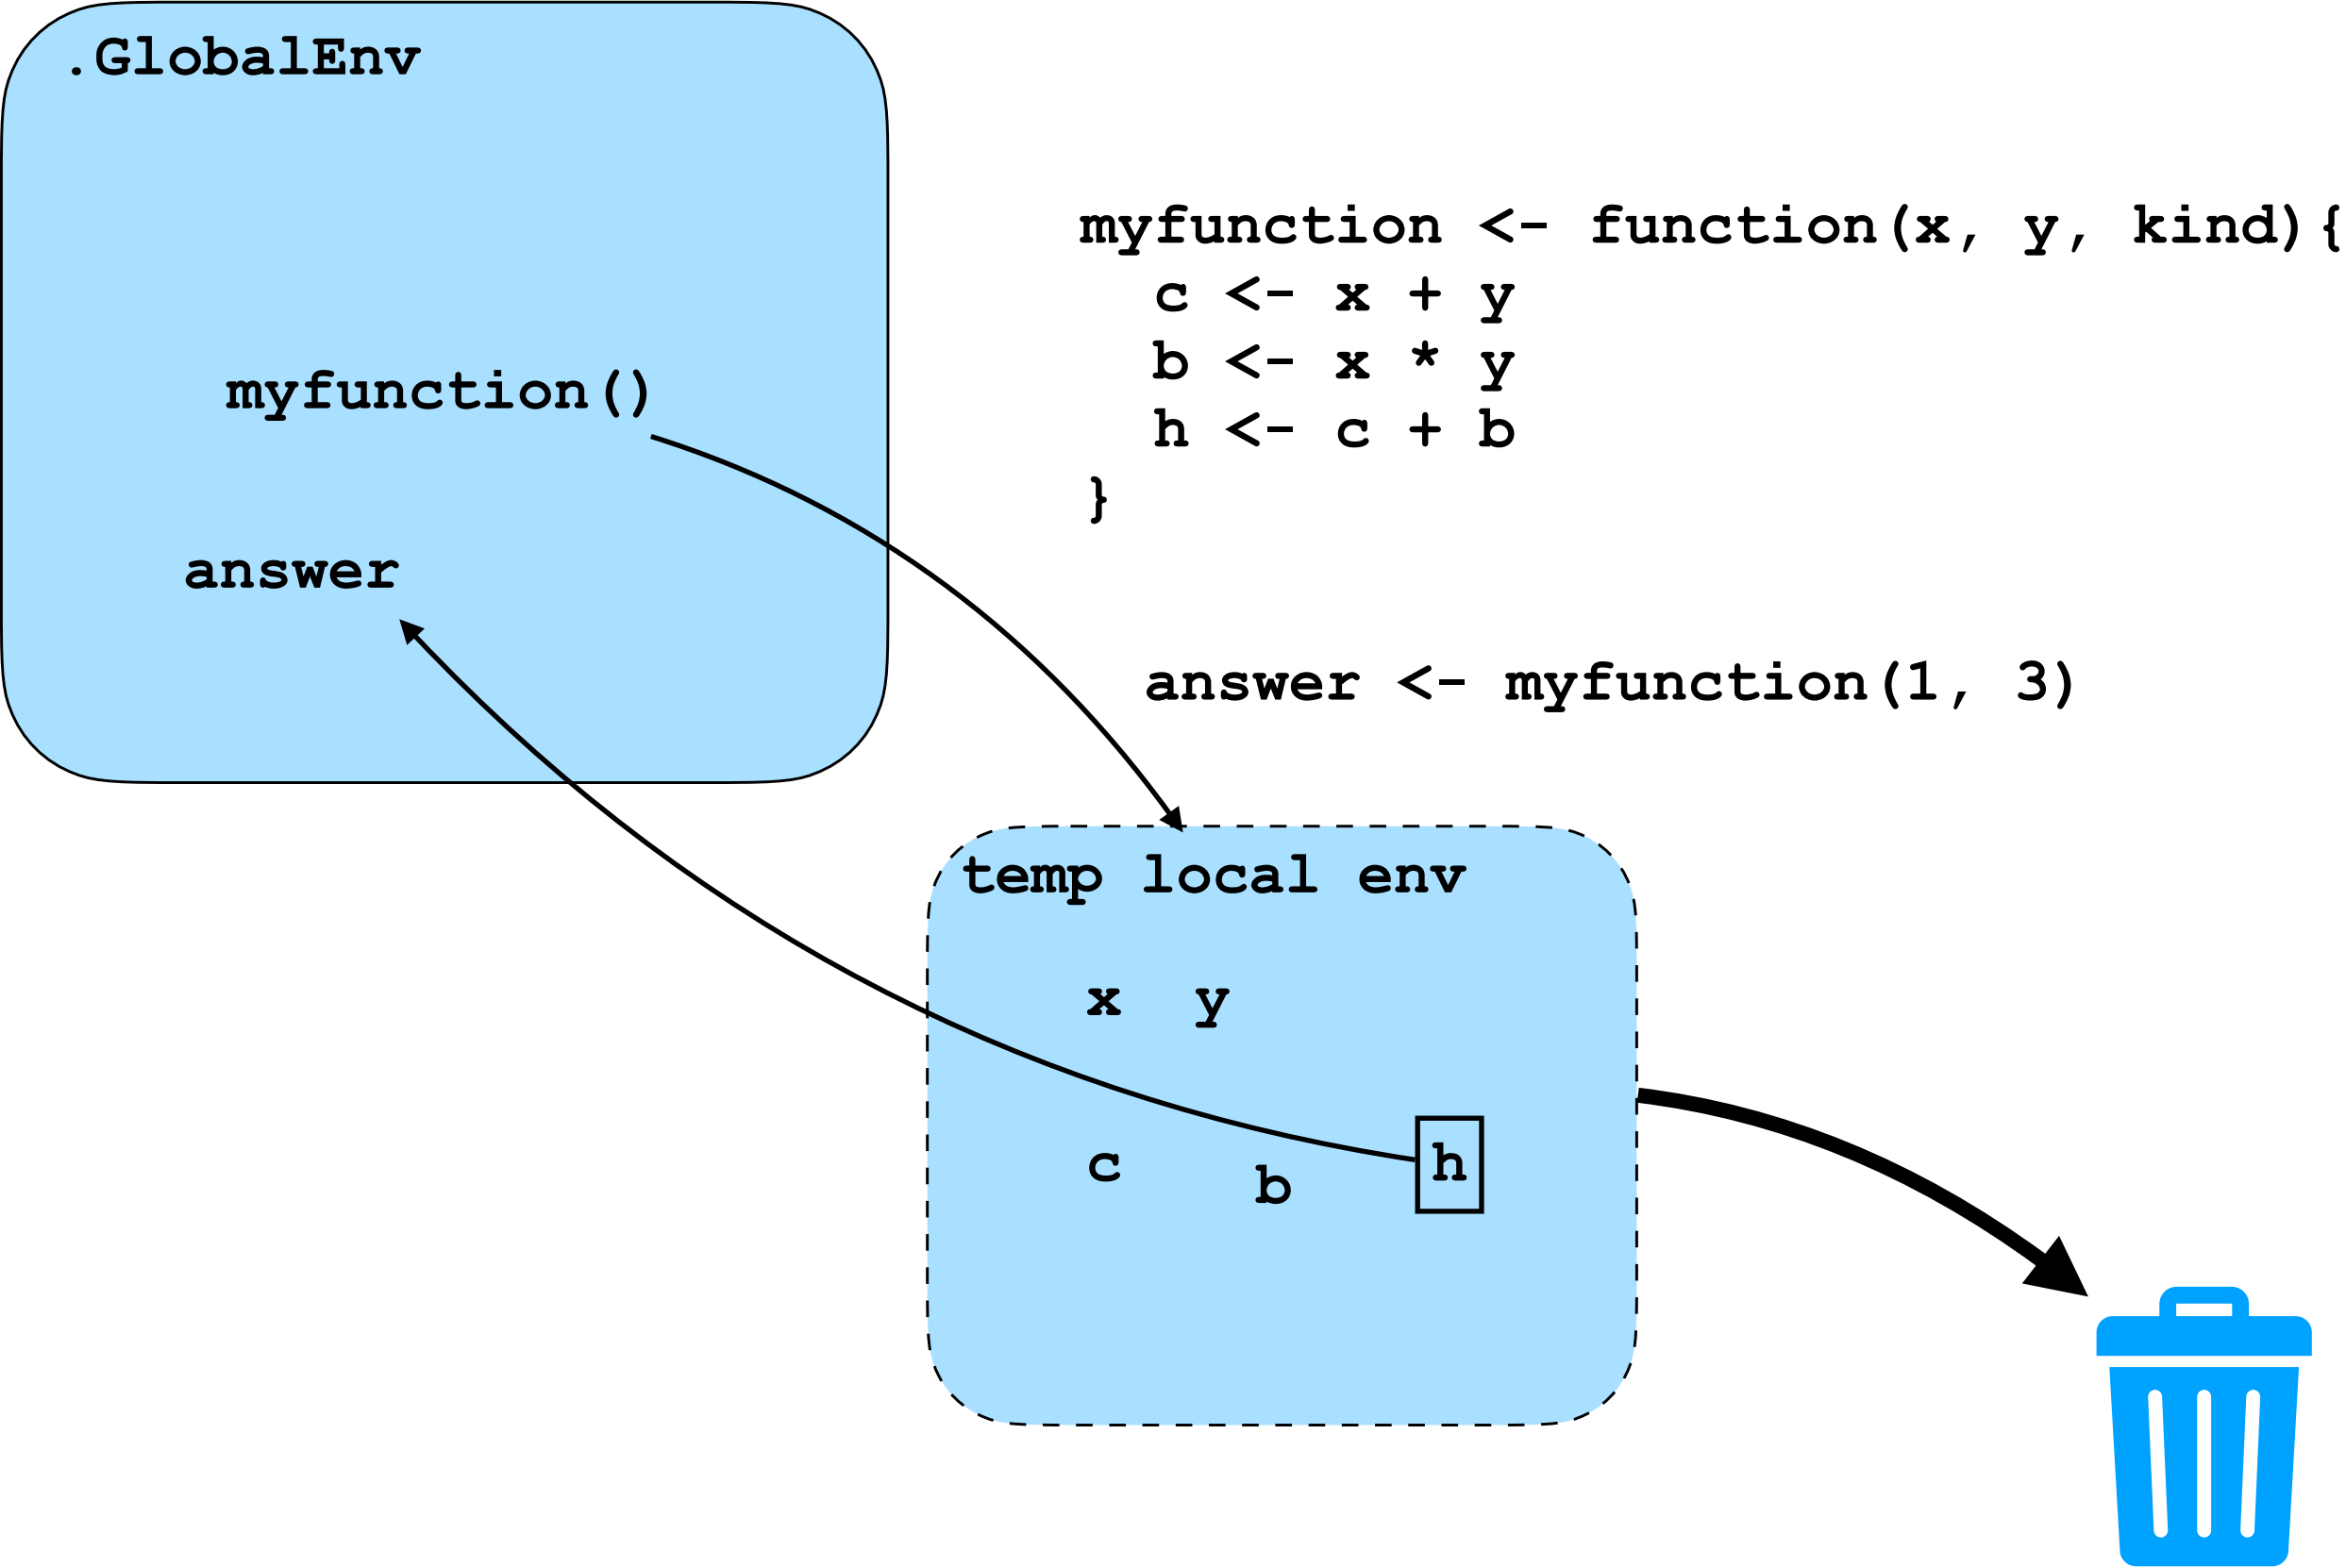 .GlobalEnv
myfunction()
answer
myfunction <- function(x, y, kind){
c <- x + y
b <- x * y
h <- c + b
}
answer <- myfunction(1, 3)
temp local env
x y
c b h